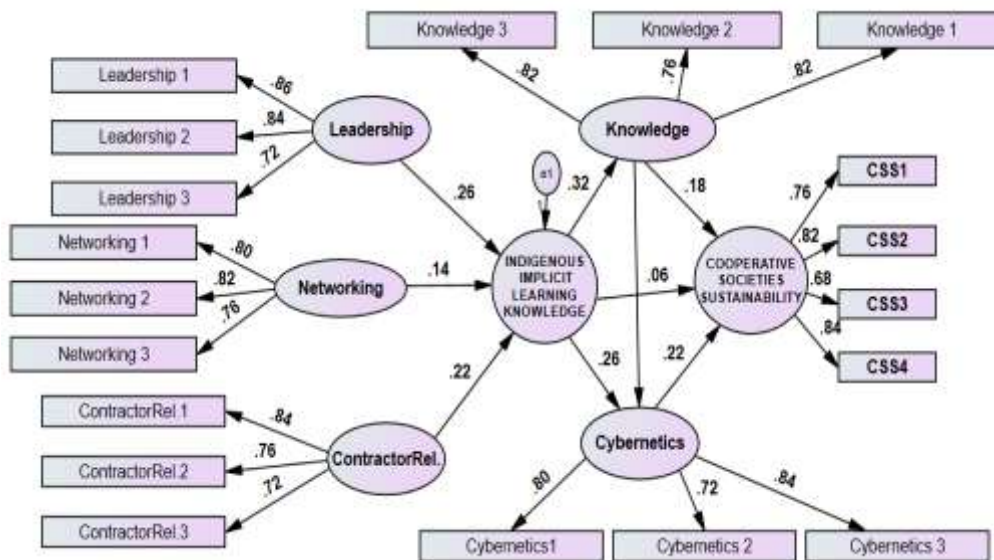 Knowledge 3
Knowledge 2
Knowledge 1
.82
.76
.82
Leadership 1
Leadership 2
Leadership 3
.86
.84
.72
Leadership
Knowledge
.26
e1
.32
.18
.76
CSS1
.82
CSS2
.68
CSS3
.84
CSS4
Networking 1
Networking 2
Networking 3
.80
.82
.76
Networking
.14
INDIGENOUS
IMPLICIT
LEARNING
KNOWLEDGE
.06
COOPERATIVE
SOCIETIES
SUSTAINABILITY
.22
.26
.22
ContractorRel.1
ContractorRel.2
ContractorRel.3
.84
.76
.72
ContractorRel.
Cybernetics
.80
.72
.84
Cybernetics1
Cybernetics 2
Cybernetics 3